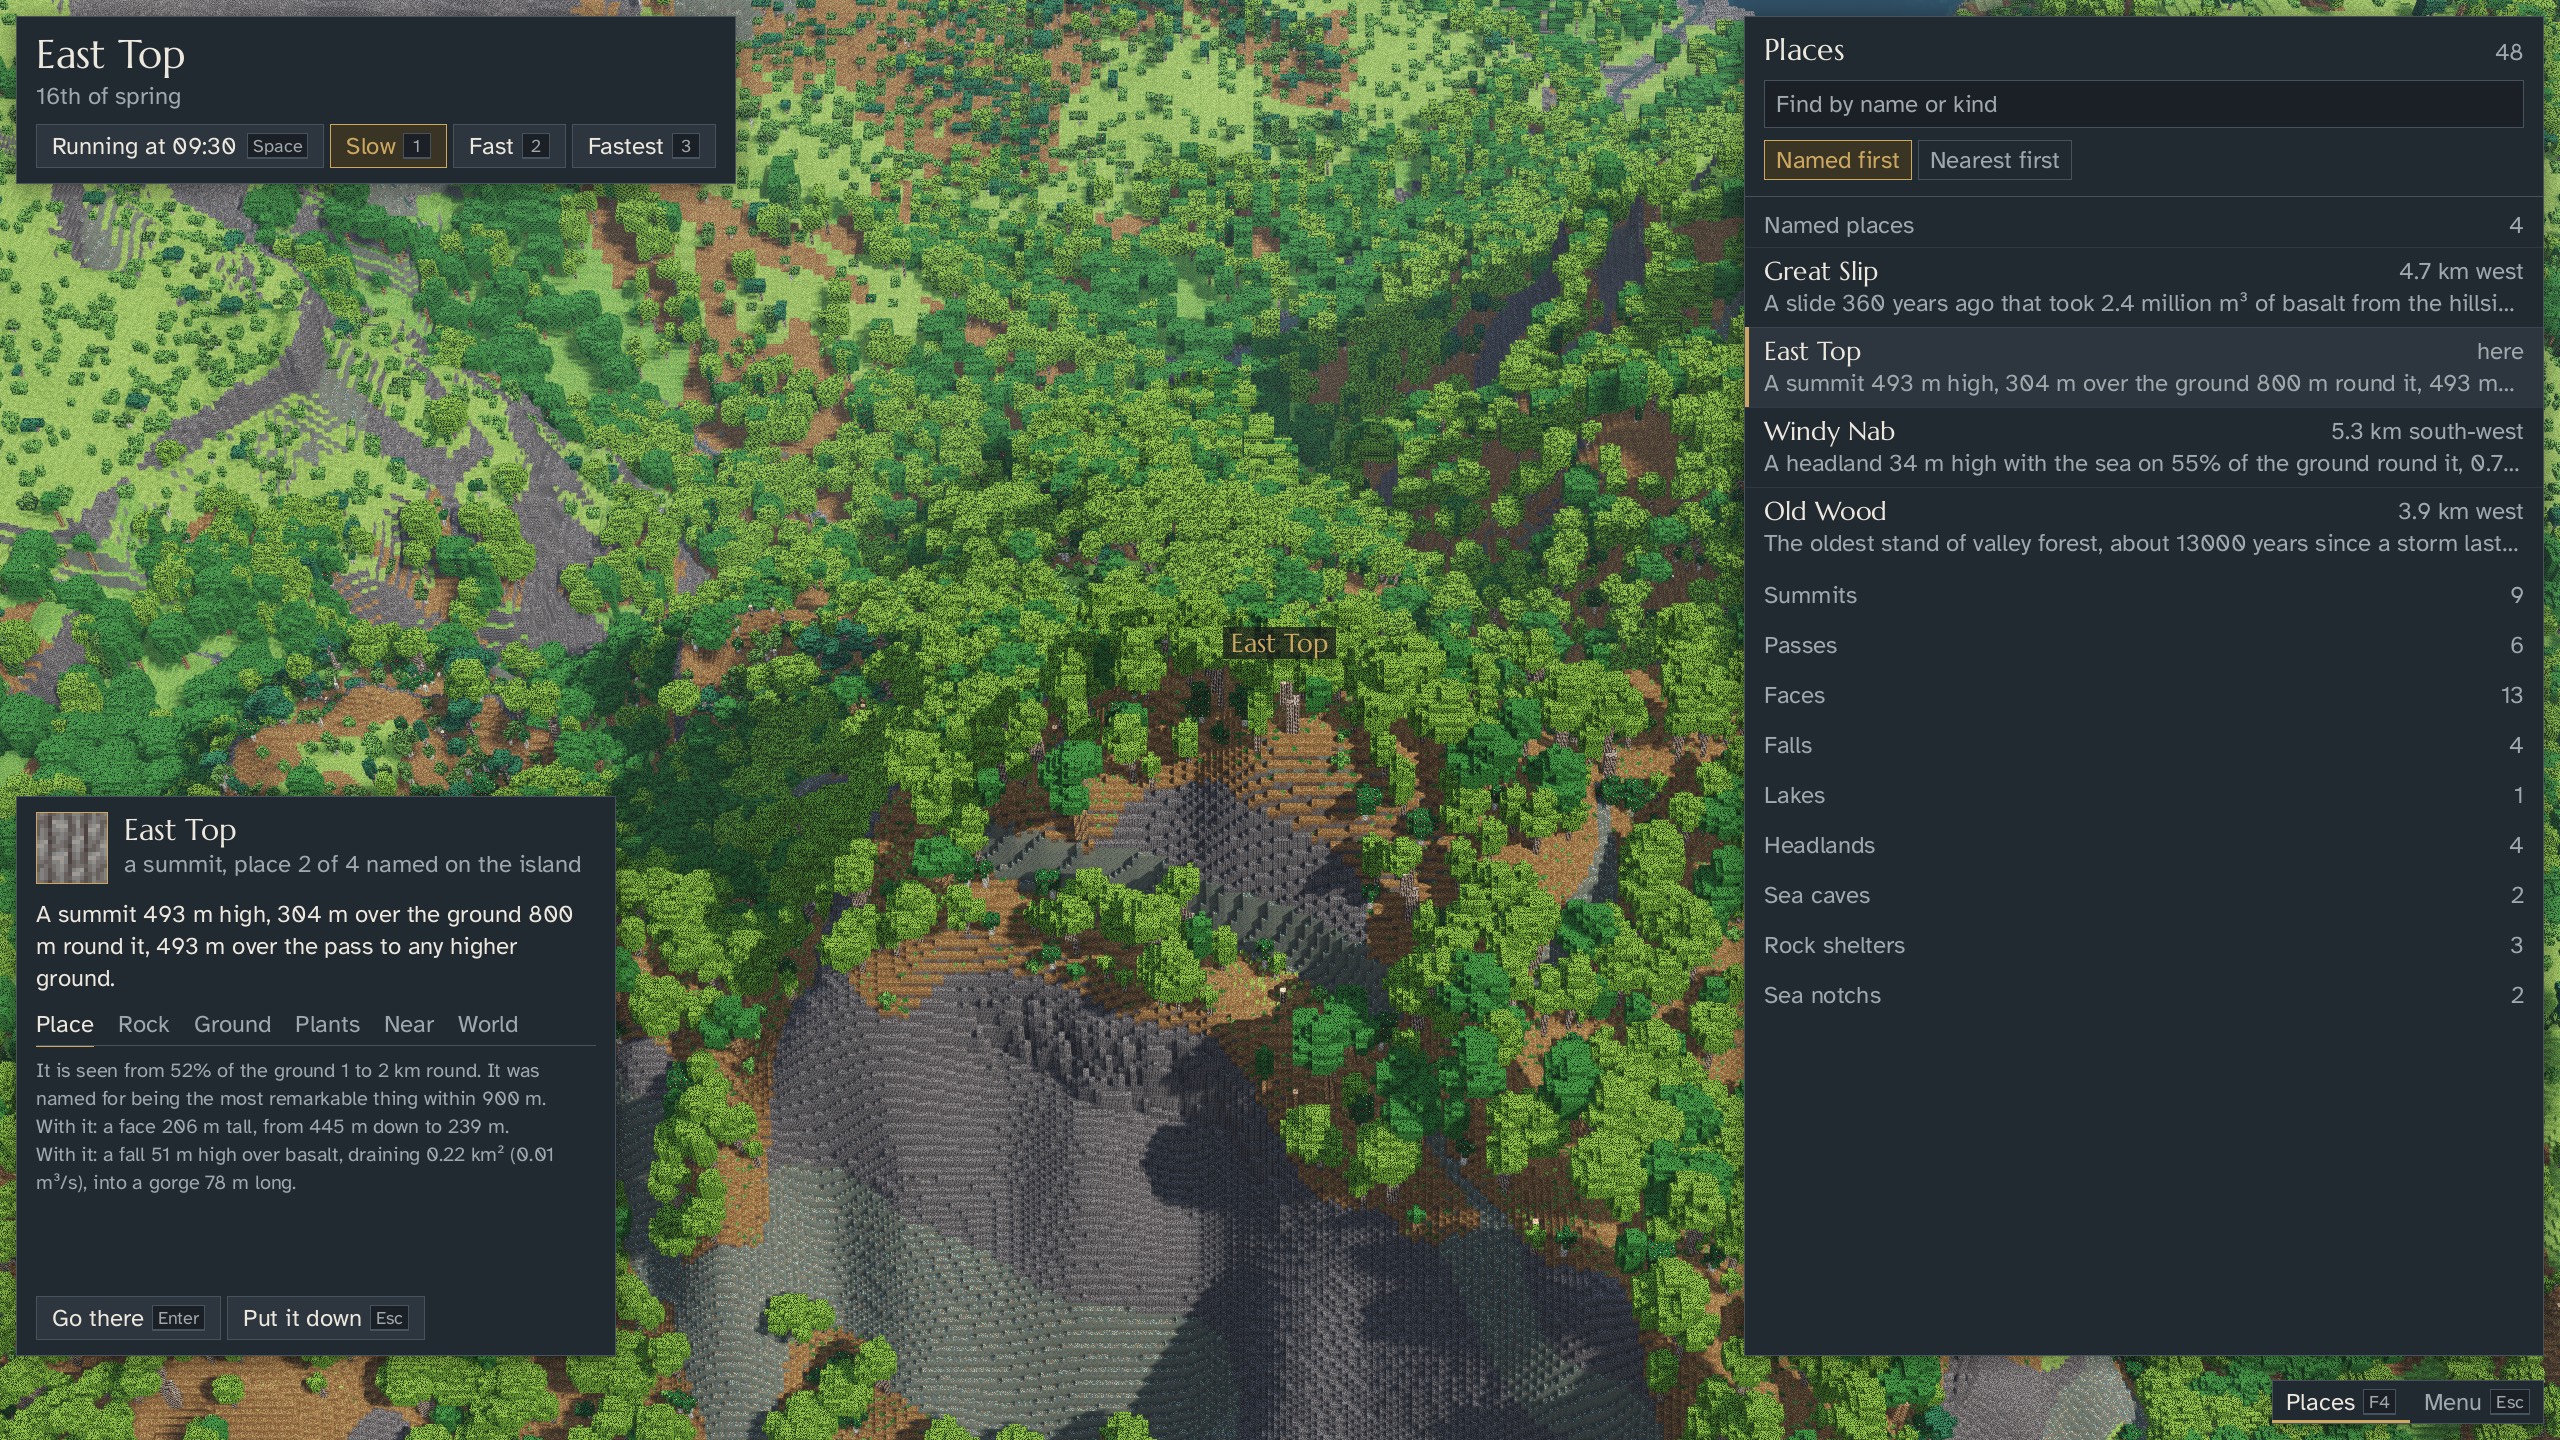 East Top
16th of spring
Running at 09:30 Space Slow 1 Fast 2 Fastest 3
East Top
East Top
a summit, place 2 of 4 named on the island
A summit 493 m high, 304 m over the ground 800
m round it, 493 m over the pass to any higher
ground.
Place Rock Ground Plants Near World
It is seen from 52% of the ground 1 to 2 km round. It was
named for being the most remarkable thing within 900 m.
With it: a face 206 m tall, from 445 m down to 239 m.
With it: a fall 51 m high over basalt, draining 0.22 km² (0.01
m³/s), into a gorge 78 m long.
Go there Enter Put it down Esc
Places 48
Find by name or kind
Named first Nearest first
Named places 4
Great Slip 4.7 km west
A slide 360 years ago that took 2.4 million m³ of basalt from the hillsi...
East Top here
A summit 493 m high, 304 m over the ground 800 m round it, 493 m...
Windy Nab 5.3 km south-west
A headland 34 m high with the sea on 55% of the ground round it, 0.7...
Old Wood 3.9 km west
The oldest stand of valley forest, about 13000 years since a storm last...
Summits 9
Passes 6
Faces 13
Falls 4
Lakes 1
Headlands 4
Sea caves 2
Rock shelters 3
Sea notchs 2
Places F4 Menu Esc